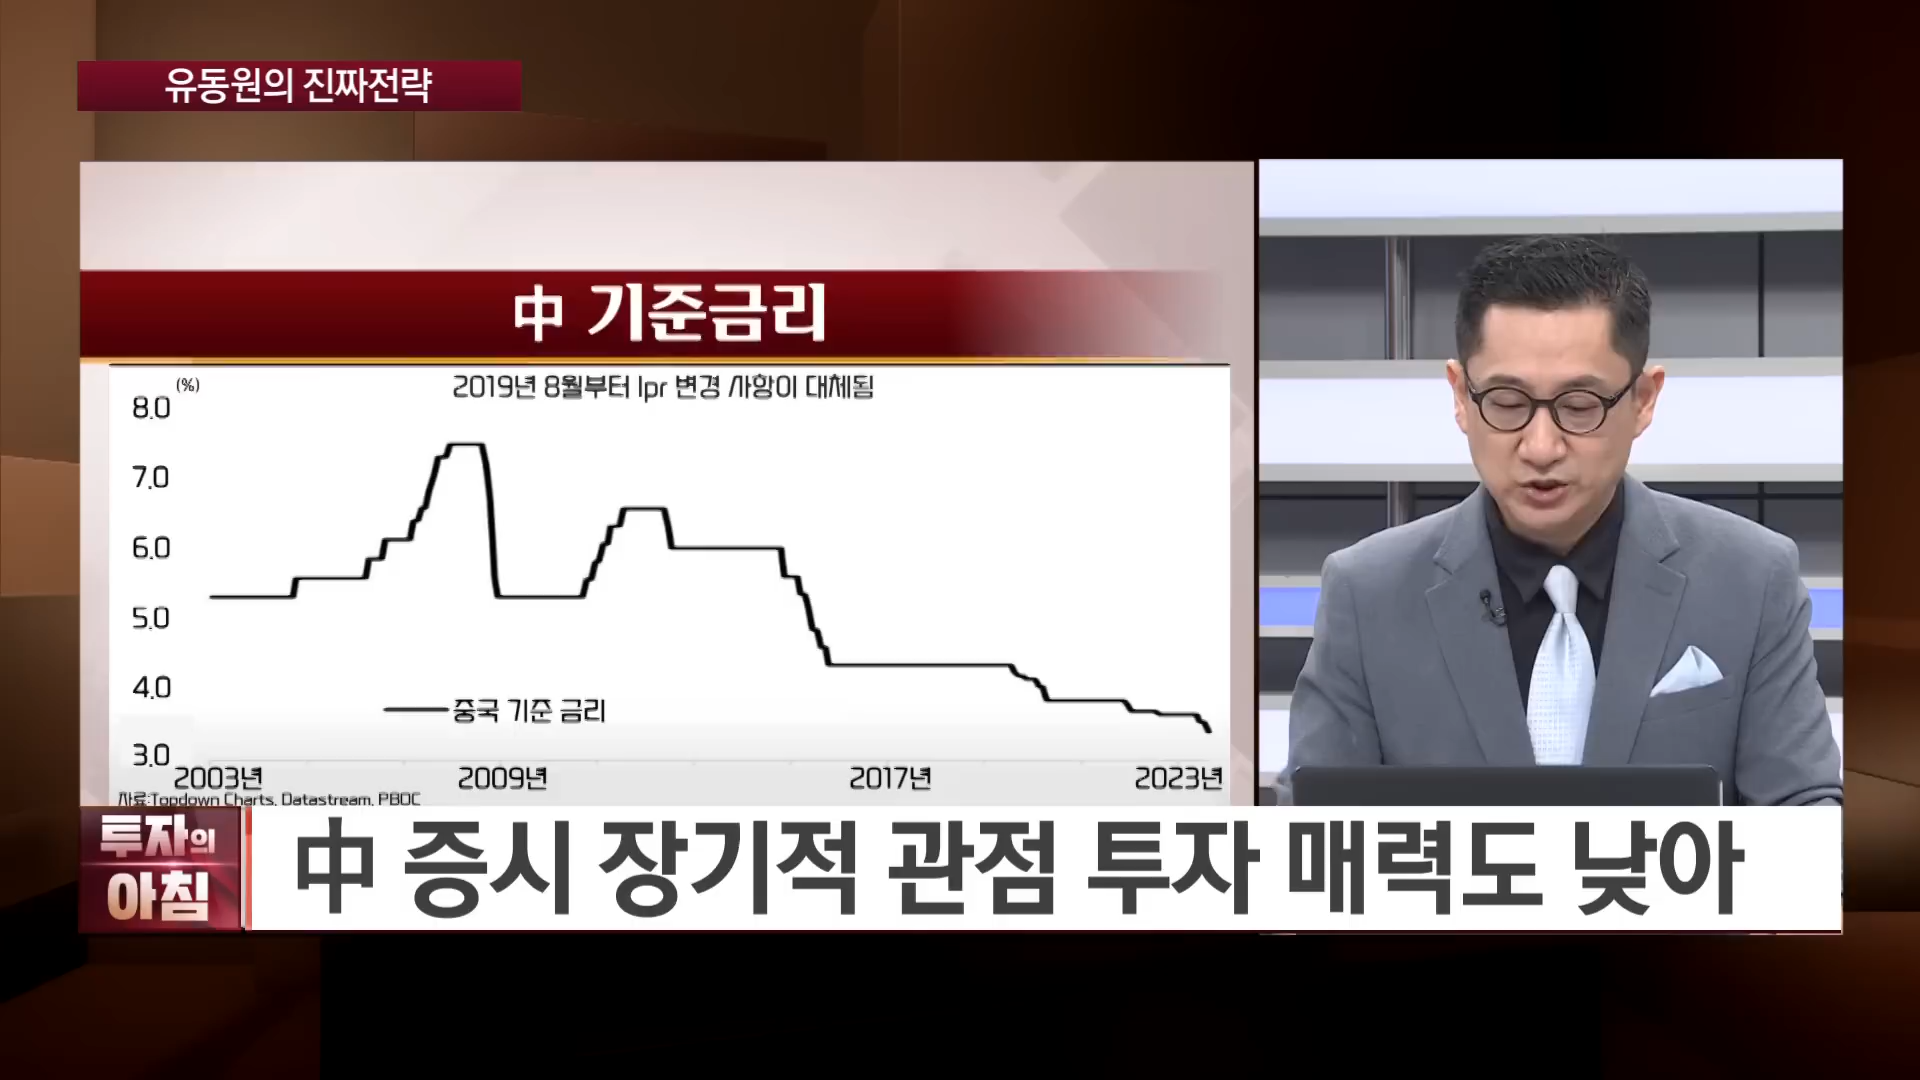 유동원의 진짜전략
中 기준금리
(%)
2019년 8월부터 lpr 변경 사항이 대체됨
8.0
7.0
6.0
5.0
4.0
3.0
중국 기준 금리
2003년
2009년
2017년
2023년
자료:Topdown Charts, Datastream, PBOC
투자의
아침
中 증시 장기적 관점 투자 매력도 낮아